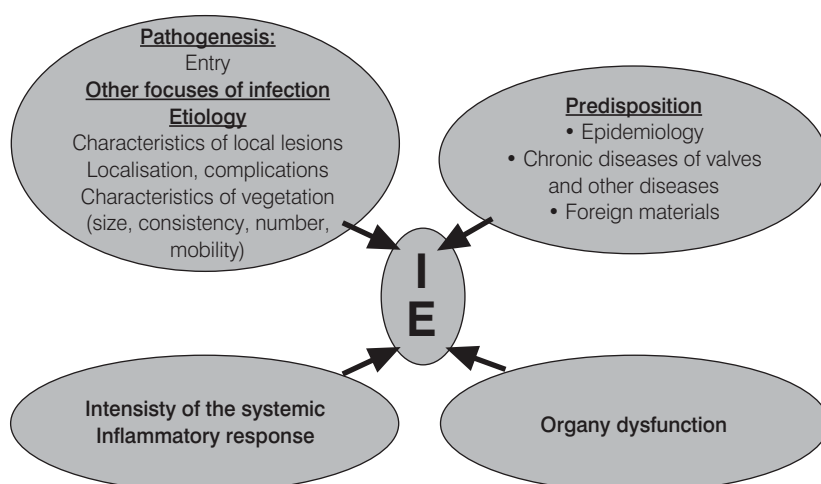 Pathogenesis:
Entry
Other focuses of infection
Etiology
Characteristics of local lesions
Localisation, complications
Characteristics of vegetation
(size, consistency, number,
mobility)
Predisposition
• Epidemiology
• Chronic diseases of valves
and other diseases
• Foreign materials
I
E
Intensisty of the systemic
Inflammatory response
Organy dysfunction